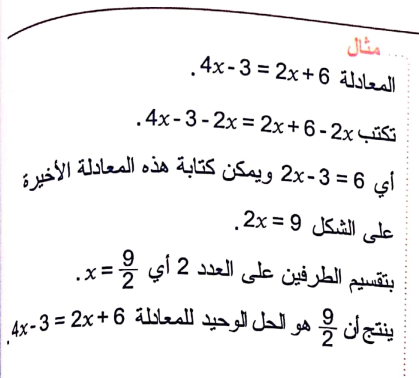 مثال
المعادلة 4x - 3 = 2x + 6 .
تكتب 4x - 3 - 2x = 2x + 6 - 2x .
أي 2x - 3 = 6 ويمكن كتابة هذه المعادلة الأخيرة
على الشكل 2x = 9 .
بتقسيم الطرفين على العدد 2 أي x = 9/2 .
ينتج أن 9/2 هو الحل الوحيد للمعادلة 4x - 3 = 2x + 6 .